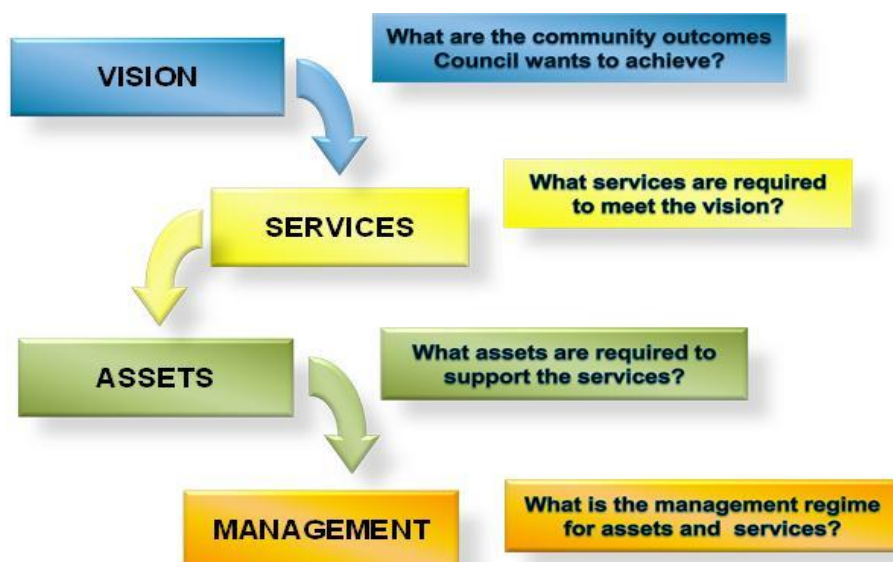 VISION
What are the community outcomes
Council wants to achieve?
SERVICES
What services are required
to meet the vision?
ASSETS
What assets are required to
support the services?
MANAGEMENT
What is the management regime
for assets and services?